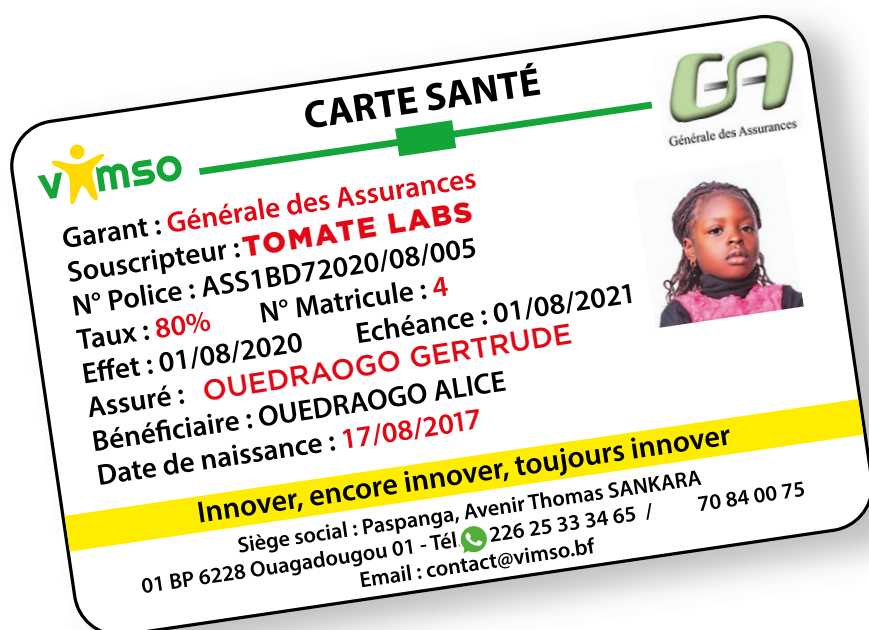 CARTE SANTÉ
GA
Générale des Assurances
vimso
Garant : Générale des Assurances
Souscripteur : TOMATE LABS
N° Police : ASS1BD72020/08/005
Taux : 80% N° Matricule : 4
Effet : 01/08/2020 Echéance : 01/08/2021
Assuré : OUEDRAOGO GERTRUDE
Bénéficiaire : OUEDRAOGO ALICE
Date de naissance : 17/08/2017
Innover, encore innover, toujours innover
Siège social : Paspanga, Avenir Thomas SANKARA
01 BP 6228 Ouagadougou 01 - Tél. 226 25 33 34 65 / 70 84 00 75
Email : contact@vimso.bf